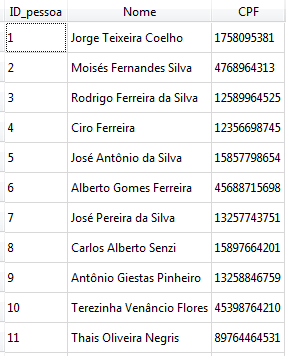 ID_pessoa Nome CPF
1 Jorge Teixeira Coelho 1758095381
2 Moisés Fernandes Silva 4768964313
3 Rodrigo Ferreira da Silva 12589964525
4 Ciro Ferreira 12356698745
5 José Antônio da Silva 15857798654
6 Alberto Gomes Ferreira 45688715698
7 José Pereira da Silva 13257743751
8 Carlos Alberto Senzi 15897664201
9 Antônio Giestas Pinheiro 13258846759
10 Terezinha Venâncio Flores 45398764210
11 Thais Oliveira Negris 89764464531